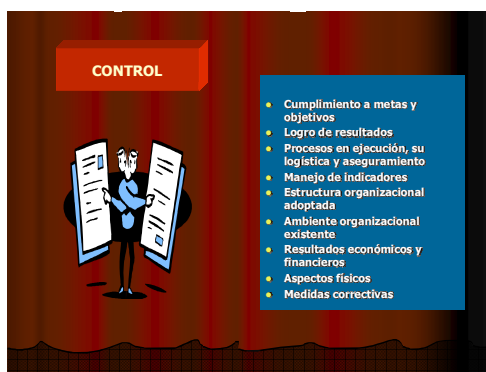 CONTROL
Cumplimiento a metas y
objetivos
Logro de resultados
Procesos en ejecución, su
logística y aseguramiento
Manejo de indicadores
Estructura organizacional
adoptada
Ambiente organizacional
existente
Resultados económicos y
financieros
Aspectos físicos
Medidas correctivas